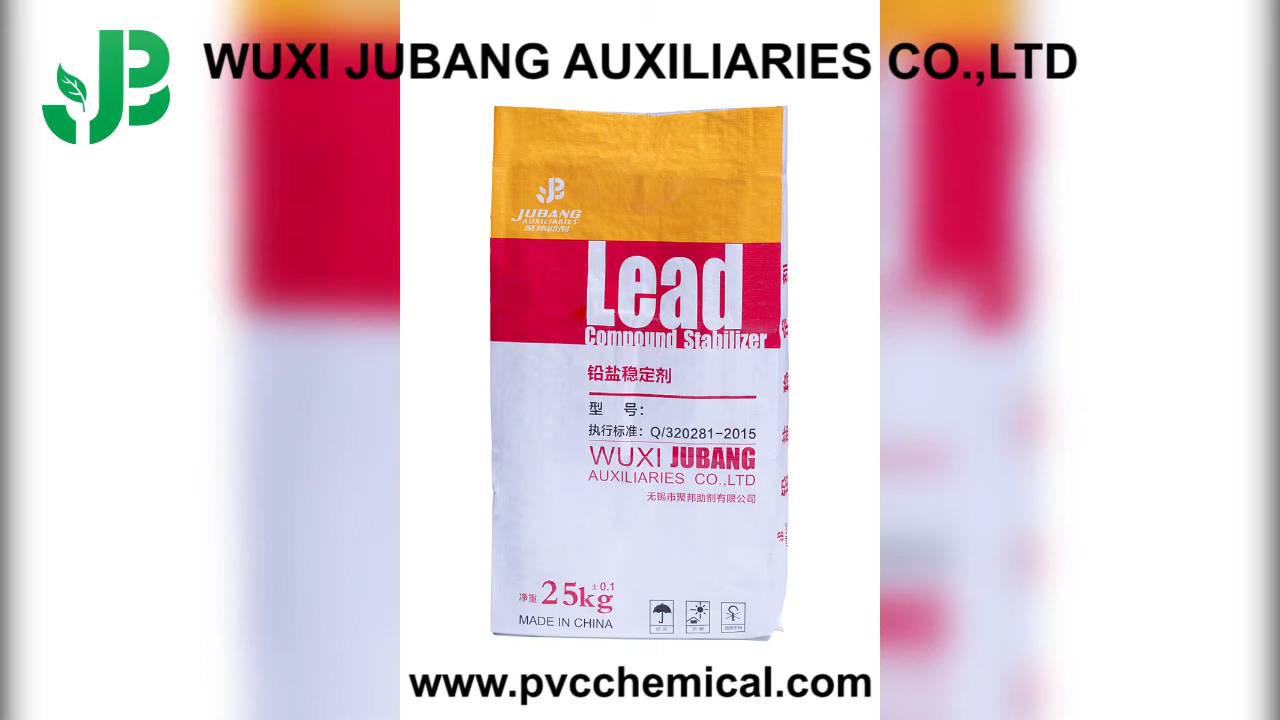 WUXI JUBANG AUXILIARIES CO.,LTD
JUBANG
AUXILIARIES
聚邦助剂
Lead
Compound Stabilizer
铅盐稳定剂
型 号：
执行标准：Q/320281-2015
WUXI JUBANG
AUXILIARIES CO.,LTD
无锡市聚邦助剂有限公司
净重 25kg ±0.1
MADE IN CHINA
www.pvcchemical.com